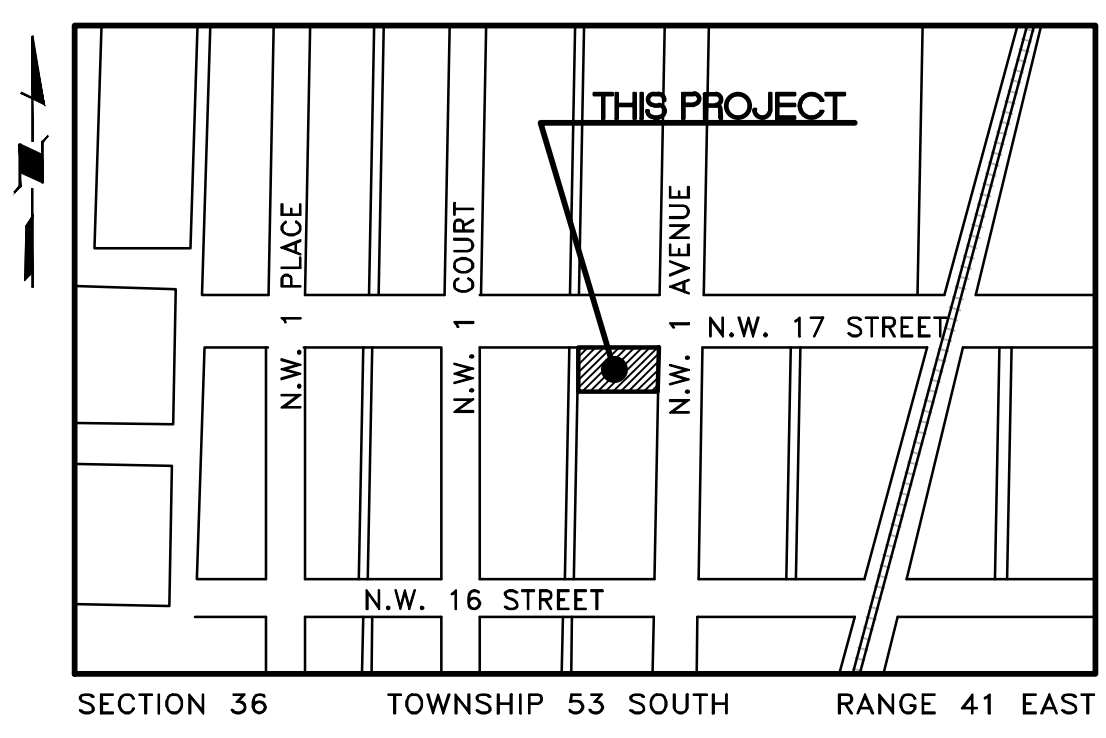 THIS PROJECT
N.W. 1 PLACE
N.W. 1 COURT
N.W. 1 AVENUE
N.W. 17 STREET
N.W. 16 STREET
SECTION 36 TOWNSHIP 53 SOUTH RANGE 41 EAST